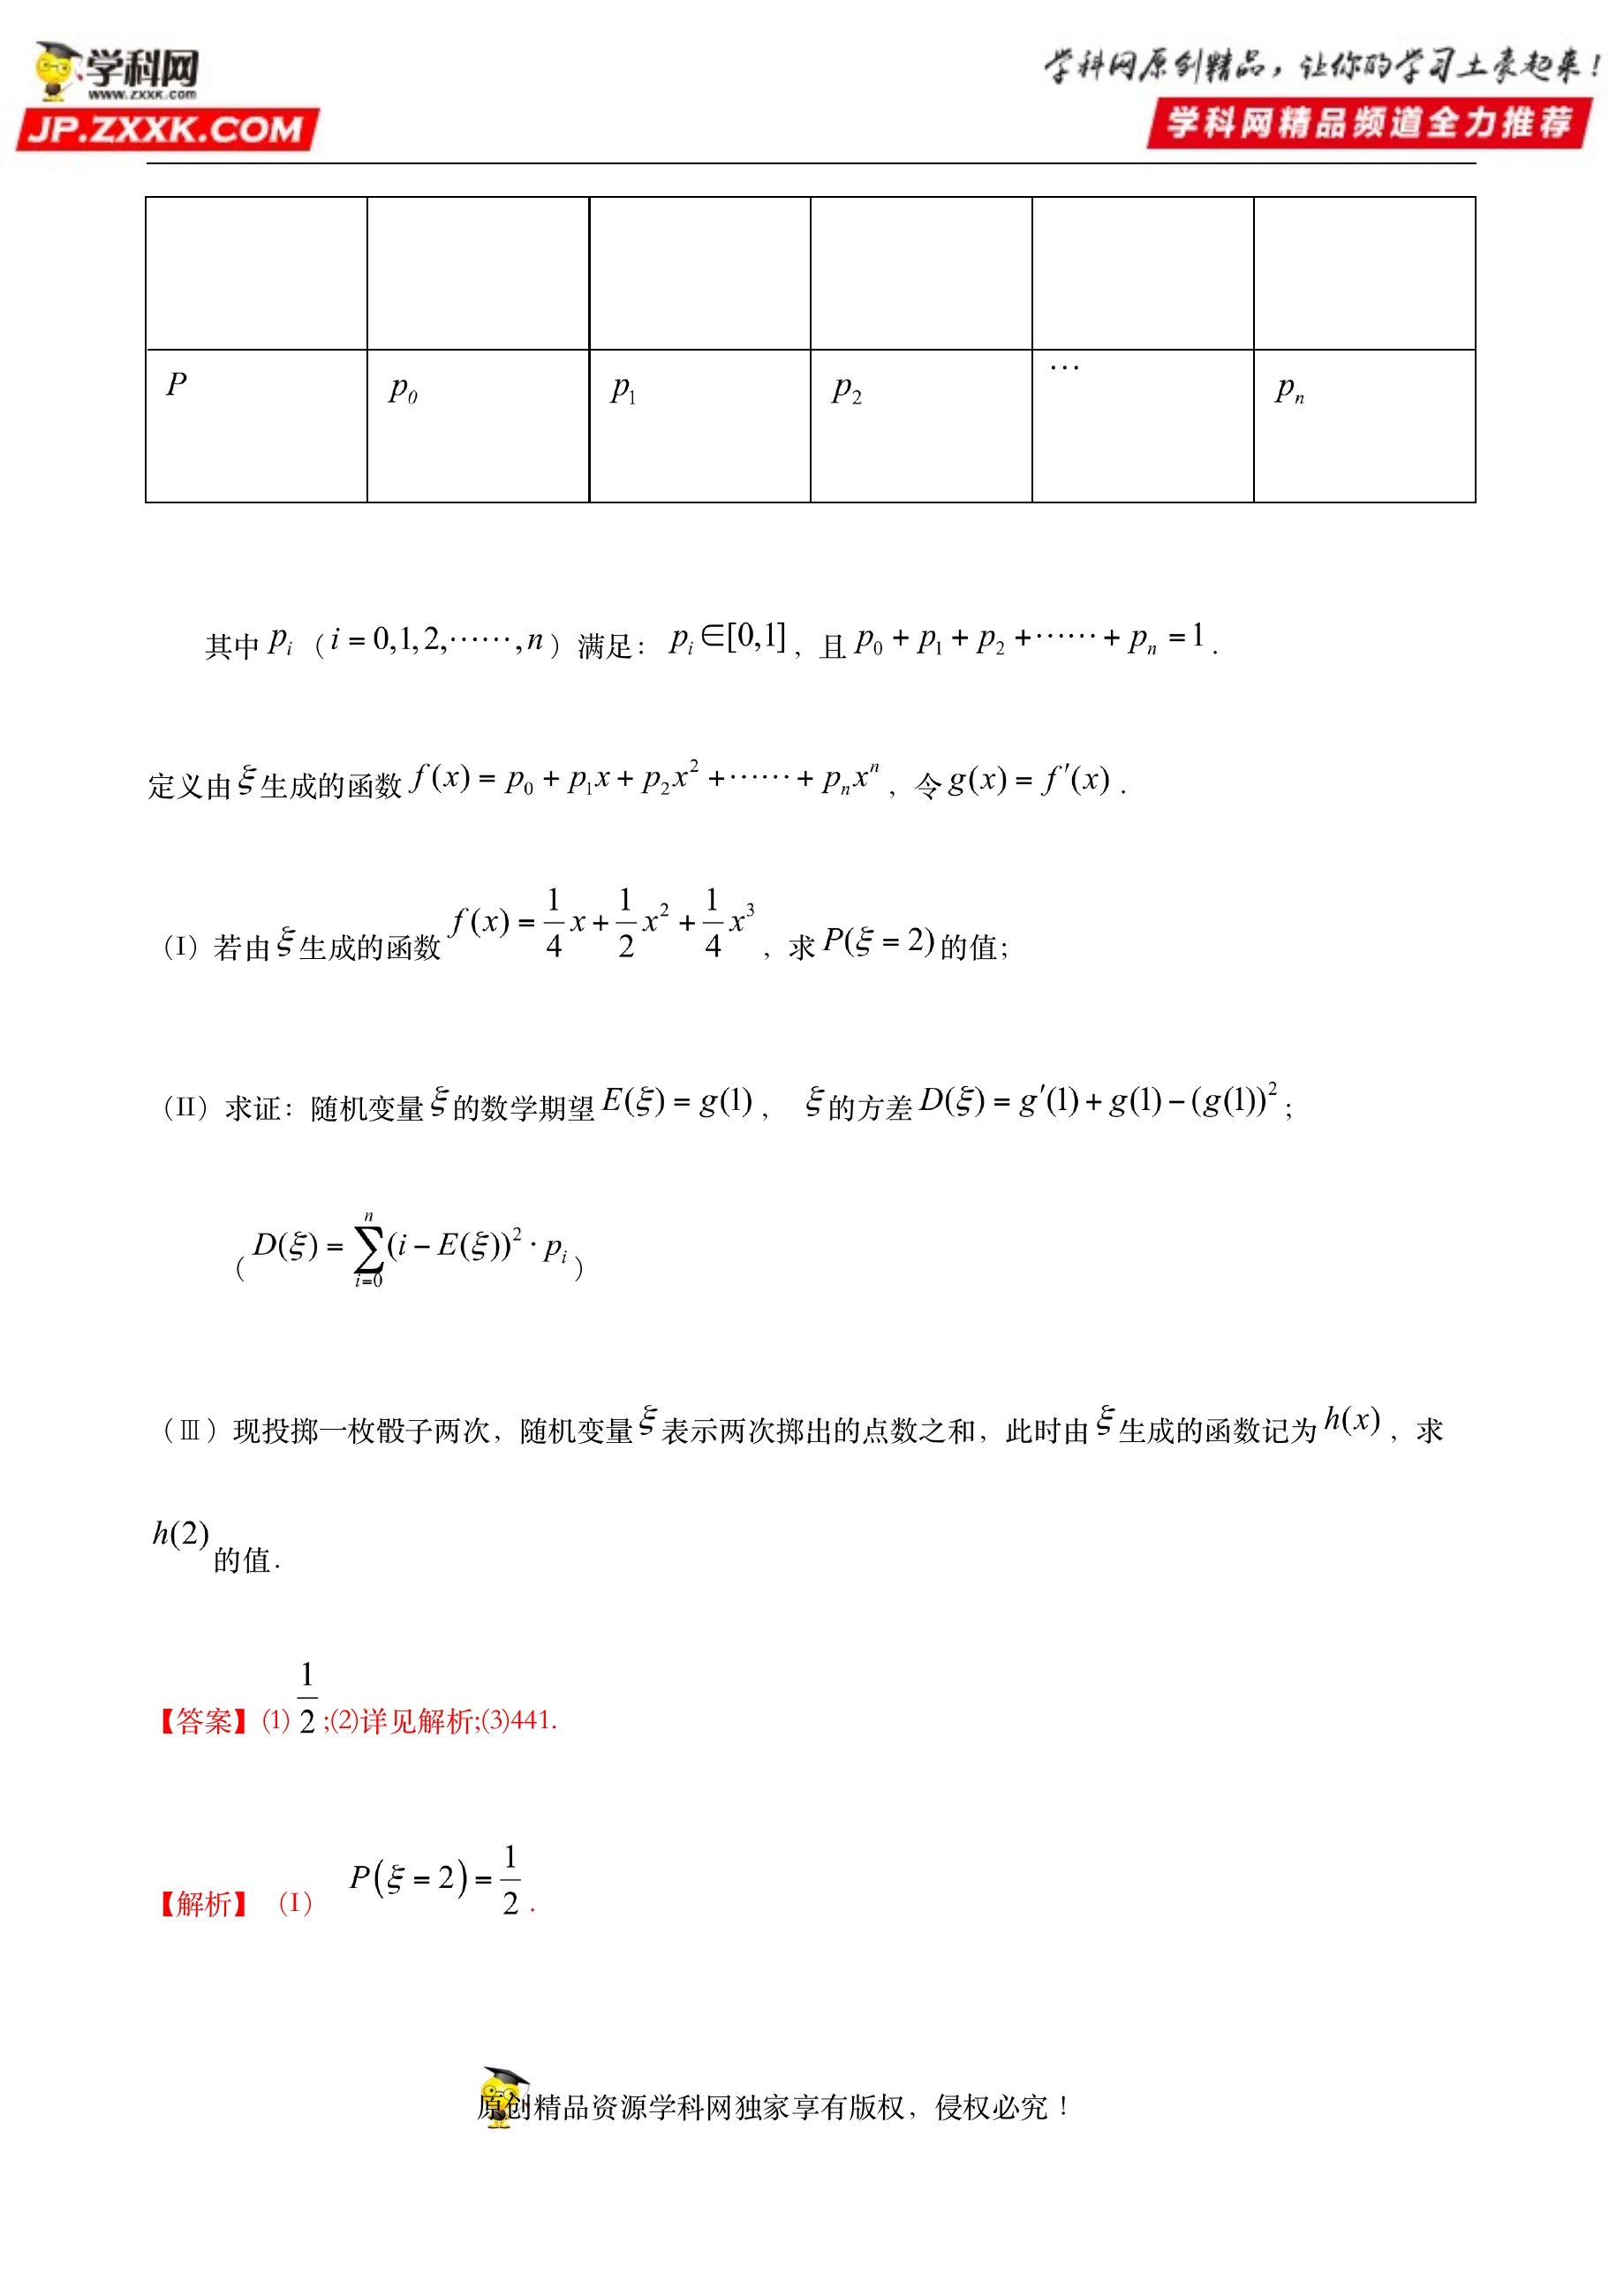 学科网
www.zxxk.com
JP.ZXXK.COM
学科网原创精品，让你的学习土豪起来！
学科网精品频道全力推荐
P p₀ p₁ p₂ … pₙ
其中 pᵢ（i = 0,1,2,……,n）满足： pᵢ∈[0,1]，且 p₀ + p₁ + p₂ +……+ pₙ = 1.
定义由ξ生成的函数 f(x) = p₀ + p₁x + p₂x² +……+ pₙxⁿ，令 g(x) = f′(x).
（I）若由ξ生成的函数 f(x) = 1/4 x + 1/2 x² + 1/4 x³，求 P(ξ = 2) 的值；
（II）求证：随机变量ξ的数学期望 E(ξ) = g(1)， ξ的方差 D(ξ) = g′(1) + g(1) − (g(1))²；
（D(ξ) = ∑ᵢ₌₀ⁿ (i − E(ξ))² · pᵢ）
（Ⅲ）现投掷一枚骰子两次，随机变量ξ表示两次掷出的点数之和，此时由ξ生成的函数记为 h(x)，求
h(2) 的值.
【答案】(1) 1/2 ;(2)详见解析;(3)441.
【解析】（I） P(ξ = 2) = 1/2 .
原创精品资源学科网独家享有版权，侵权必究！